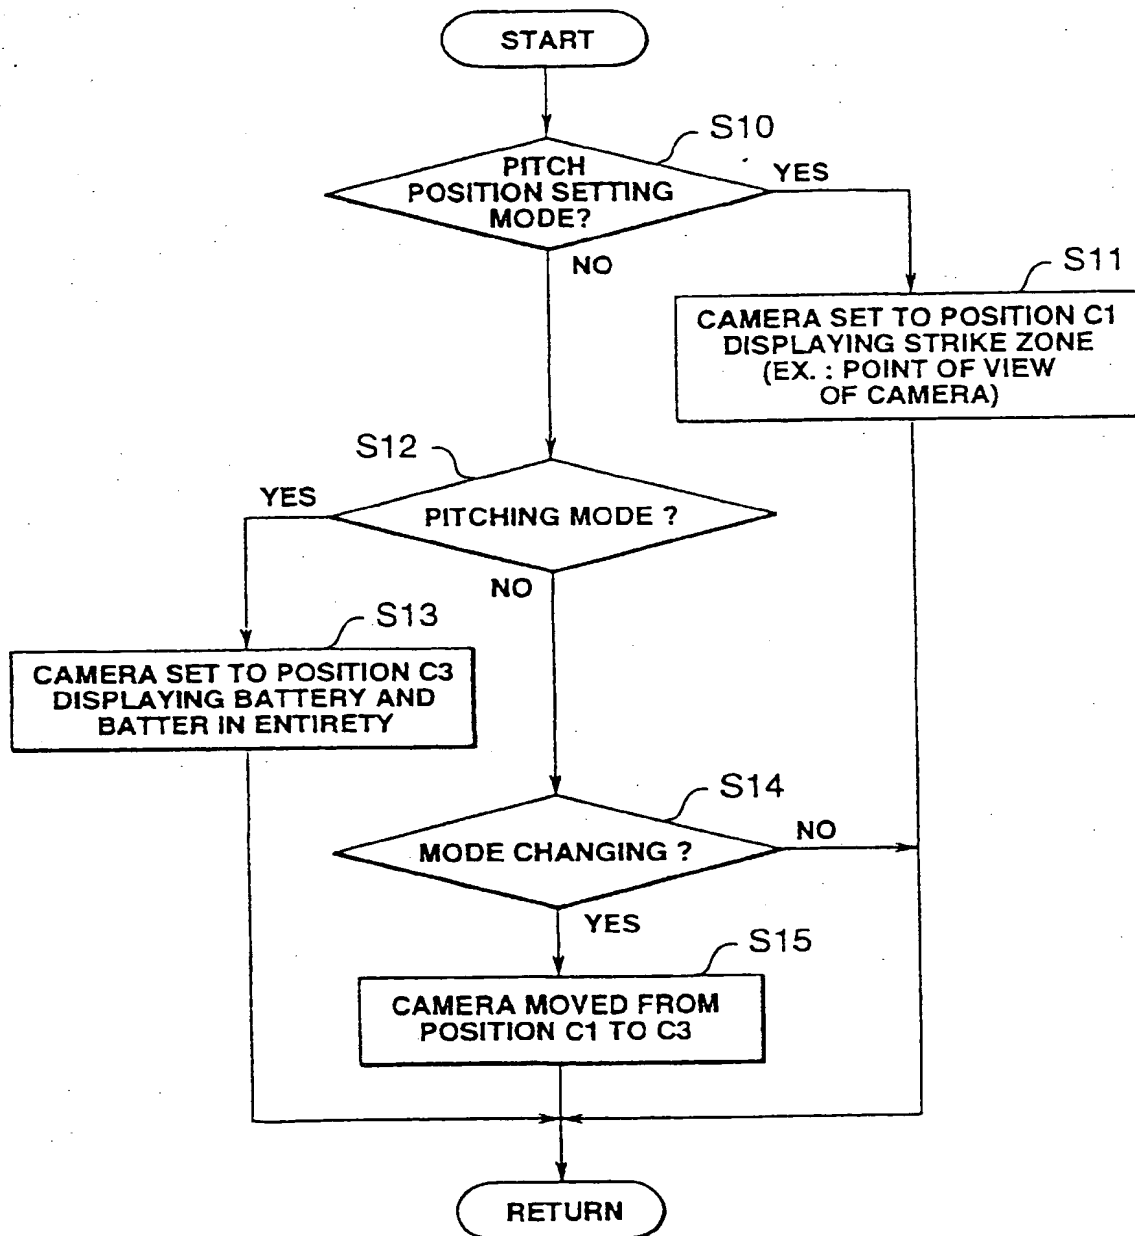 START
S10
PITCH
POSITION SETTING
MODE?
YES
NO
S11
CAMERA SET TO POSITION C1
DISPLAYING STRIKE ZONE
(EX. : POINT OF VIEW
OF CAMERA)
S12
YES
PITCHING MODE ?
NO
S13
CAMERA SET TO POSITION C3
DISPLAYING BATTERY AND
BATTER IN ENTIRETY
S14
MODE CHANGING ?
NO
YES
S15
CAMERA MOVED FROM
POSITION C1 TO C3
RETURN